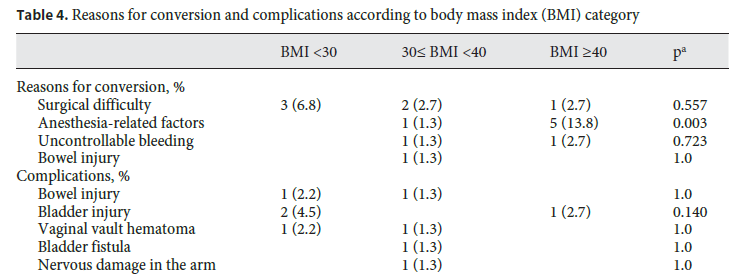 Table 4. Reasons for conversion and complications according to body mass index (BMI) category
BMI <30 30≤ BMI <40 BMI ≥40 pᵃ
Reasons for conversion, %
Surgical difficulty 3 (6.8) 2 (2.7) 1 (2.7) 0.557
Anesthesia-related factors 1 (1.3) 5 (13.8) 0.003
Uncontrollable bleeding 1 (1.3) 1 (2.7) 0.723
Bowel injury 1 (1.3) 1.0
Complications, %
Bowel injury 1 (2.2) 1 (1.3) 1.0
Bladder injury 2 (4.5) 1 (2.7) 0.140
Vaginal vault hematoma 1 (2.2) 1 (1.3) 1.0
Bladder fistula 1 (1.3) 1.0
Nervous damage in the arm 1 (1.3) 1.0